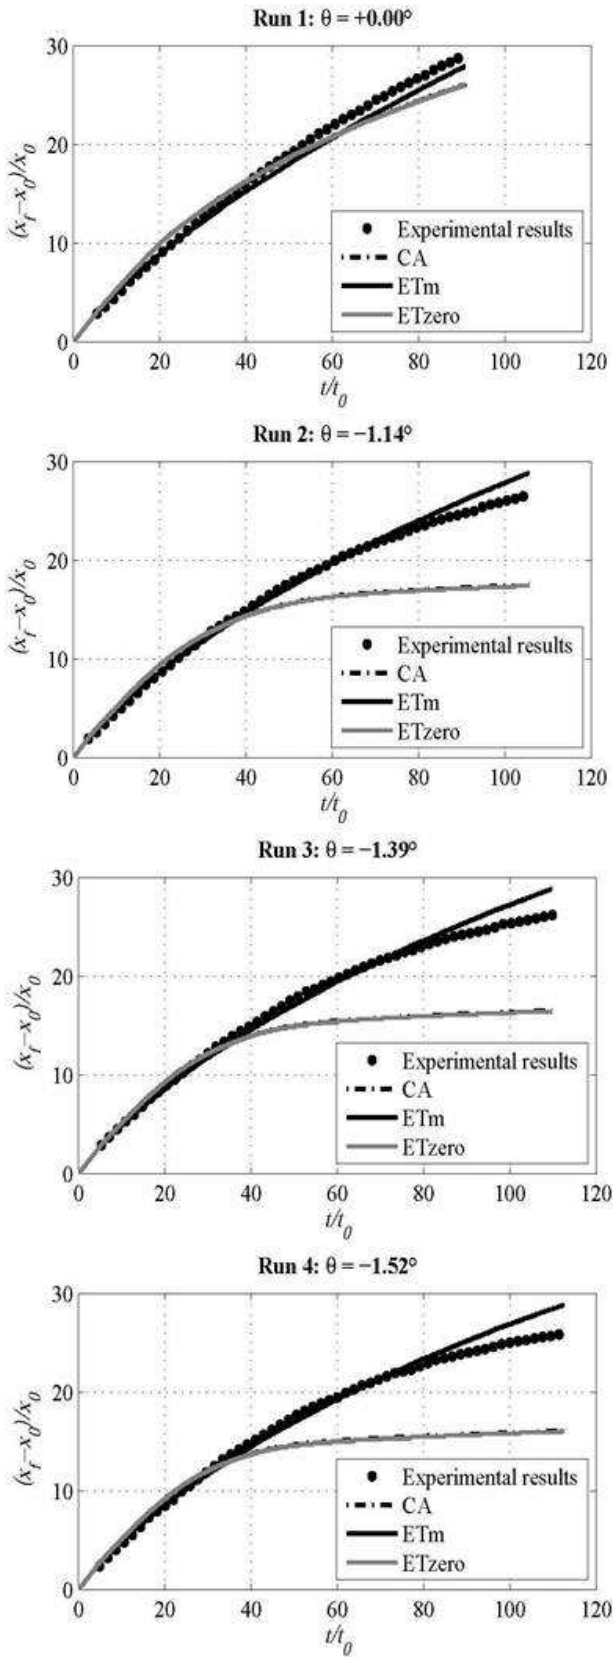 Run 1: θ = +0.00°
30
20
10
0
(x_f−x_0)/x_0
Experimental results
CA
ETm
ETzero
0 20 40 60 80 100 120
t/t_0
Run 2: θ = −1.14°
30
20
10
0
(x_f−x_0)/x_0
Experimental results
CA
ETm
ETzero
0 20 40 60 80 100 120
t/t_0
Run 3: θ = −1.39°
30
20
10
0
(x_f−x_0)/x_0
Experimental results
CA
ETm
ETzero
0 20 40 60 80 100 120
t/t_0
Run 4: θ = −1.52°
30
20
10
0
(x_f−x_0)/x_0
Experimental results
CA
ETm
ETzero
0 20 40 60 80 100 120
t/t_0